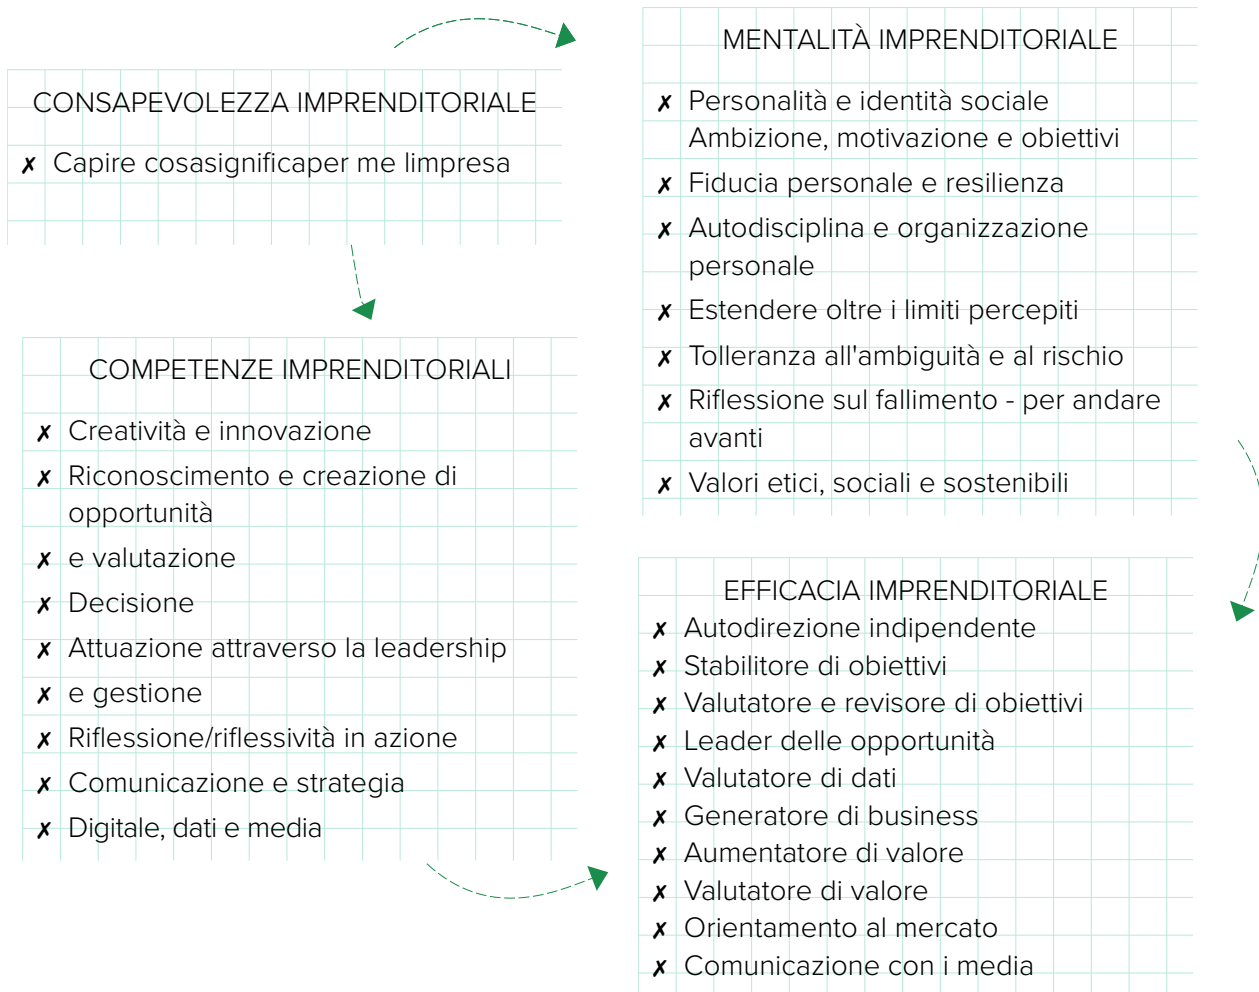 CONSAPEVOLEZZA IMPRENDITORIALE
✗ Capire cosasignificaper me limpresa
MENTALITÀ IMPRENDITORIALE
✗ Personalità e identità sociale
Ambizione, motivazione e obiettivi
✗ Fiducia personale e resilienza
✗ Autodisciplina e organizzazione
personale
✗ Estendere oltre i limiti percepiti
✗ Tolleranza all'ambiguità e al rischio
✗ Riflessione sul fallimento - per andare
avanti
✗ Valori etici, sociali e sostenibili
COMPETENZE IMPRENDITORIALI
✗ Creatività e innovazione
✗ Riconoscimento e creazione di
opportunità
✗ e valutazione
✗ Decisione
✗ Attuazione attraverso la leadership
✗ e gestione
✗ Riflessione/riflessività in azione
✗ Comunicazione e strategia
✗ Digitale, dati e media
EFFICACIA IMPRENDITORIALE
✗ Autodirezione indipendente
✗ Stabilitore di obiettivi
✗ Valutatore e revisore di obiettivi
✗ Leader delle opportunità
✗ Valutatore di dati
✗ Generatore di business
✗ Aumentatore di valore
✗ Valutatore di valore
✗ Orientamento al mercato
✗ Comunicazione con i media